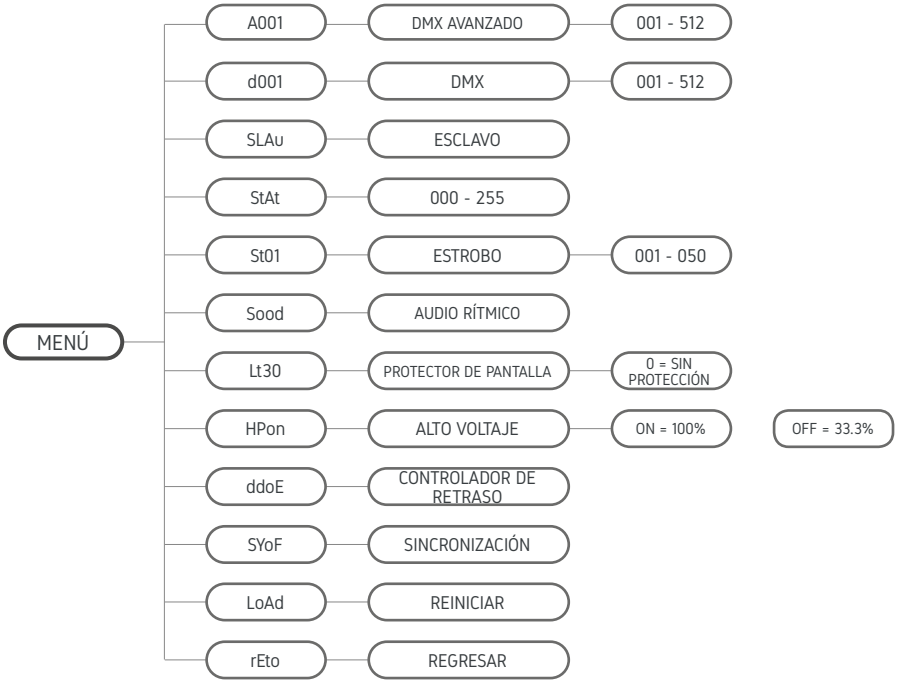 A001 DMX AVANZADO 001 - 512
d001 DMX 001 - 512
SLAu ESCLAVO
StAt 000 - 255
St01 ESTROBO 001 - 050
Sood AUDIO RÍTMICO
MENÚ
Lt30 PROTECTOR DE PANTALLA 0 = SIN
PROTECCIÓN
HPon ALTO VOLTAJE ON = 100% OFF = 33.3%
ddoE CONTROLADOR DE
RETRASO
SYoF SINCRONIZACIÓN
LoAd REINICIAR
rEto REGRESAR